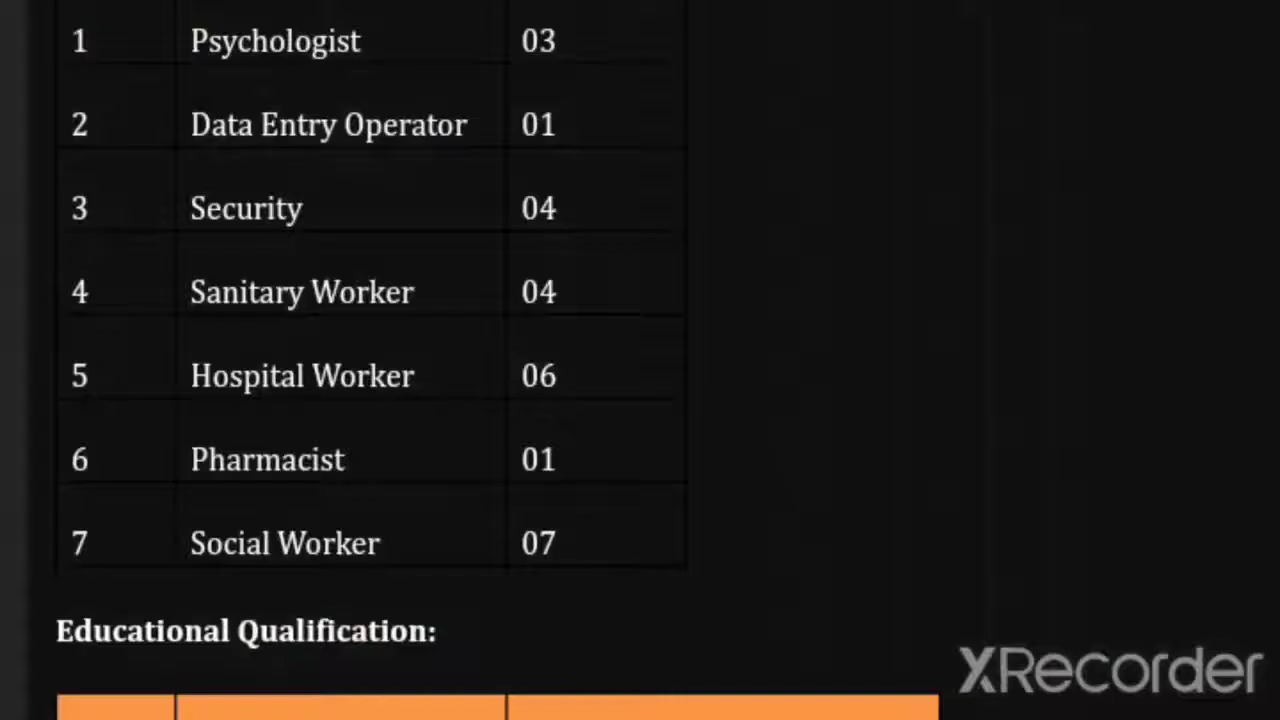 1 Psychologist 03
2 Data Entry Operator 01
3 Security 04
4 Sanitary Worker 04
5 Hospital Worker 06
6 Pharmacist 01
7 Social Worker 07
Educational Qualification:
XRecorder